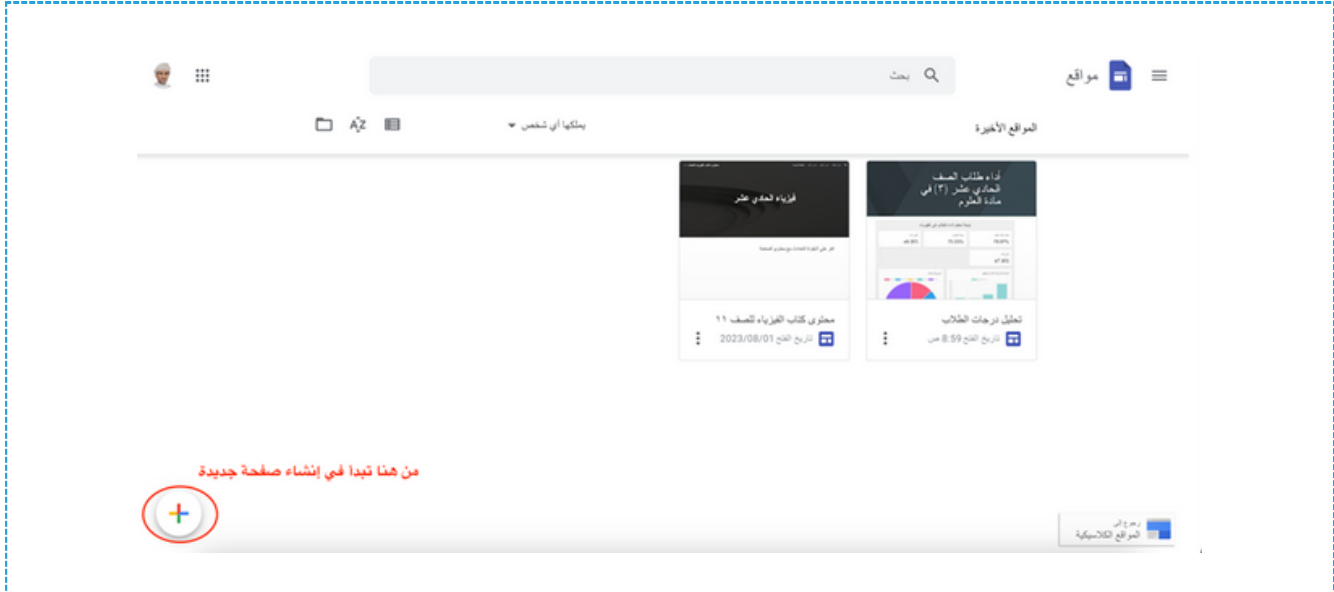 مواقع
بحث
المواقع الأخيرة
يملكها أي شخص
AZ
أداء طلاب الصف
الحادي عشر (٣) في
مادة العلوم
تحليل درجات الطلاب
تاريخ الفتح 8:59 ص
فيزياء الحادي عشر
محتوى كتاب الفيزياء للصف ١١
تاريخ الفتح 2023/08/01
من هنا تبدأ في إنشاء صفحة جديدة
رجوع إلى
المواقع الكلاسيكية